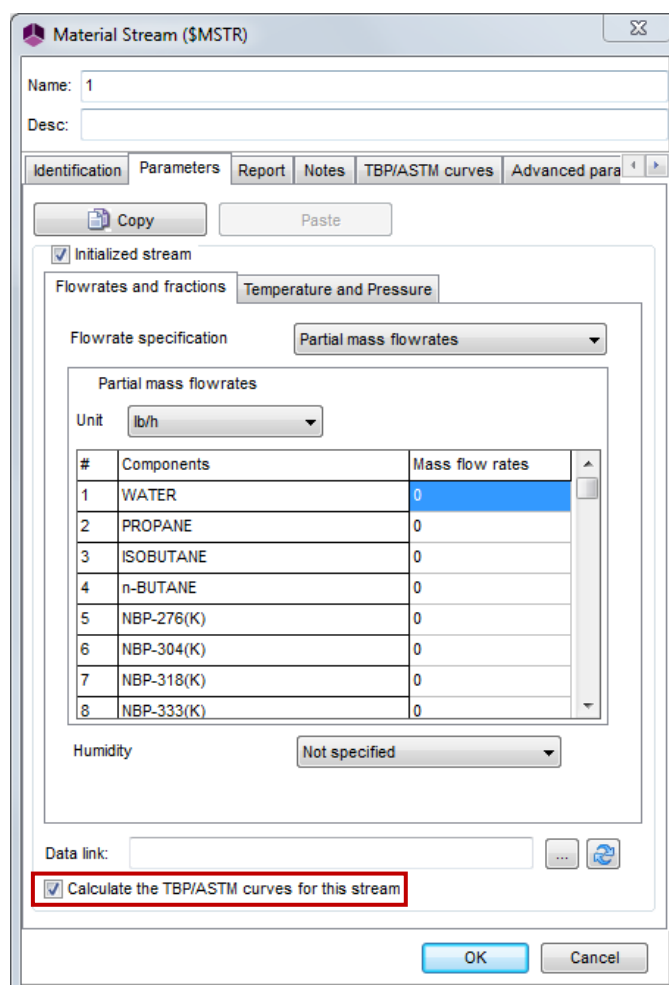 Material Stream ($MSTR)
Name: 1
Desc:
Identification Parameters Report Notes TBP/ASTM curves Advanced para
Copy Paste
Initialized stream
Flowrates and fractions Temperature and Pressure
Flowrate specification Partial mass flowrates
Partial mass flowrates
Unit lb/h
# Components Mass flow rates
1 WATER 0
2 PROPANE 0
3 ISOBUTANE 0
4 n-BUTANE 0
5 NBP-276(K) 0
6 NBP-304(K) 0
7 NBP-318(K) 0
8 NBP-333(K) 0
Humidity Not specified
Data link: ...
Calculate the TBP/ASTM curves for this stream
OK Cancel